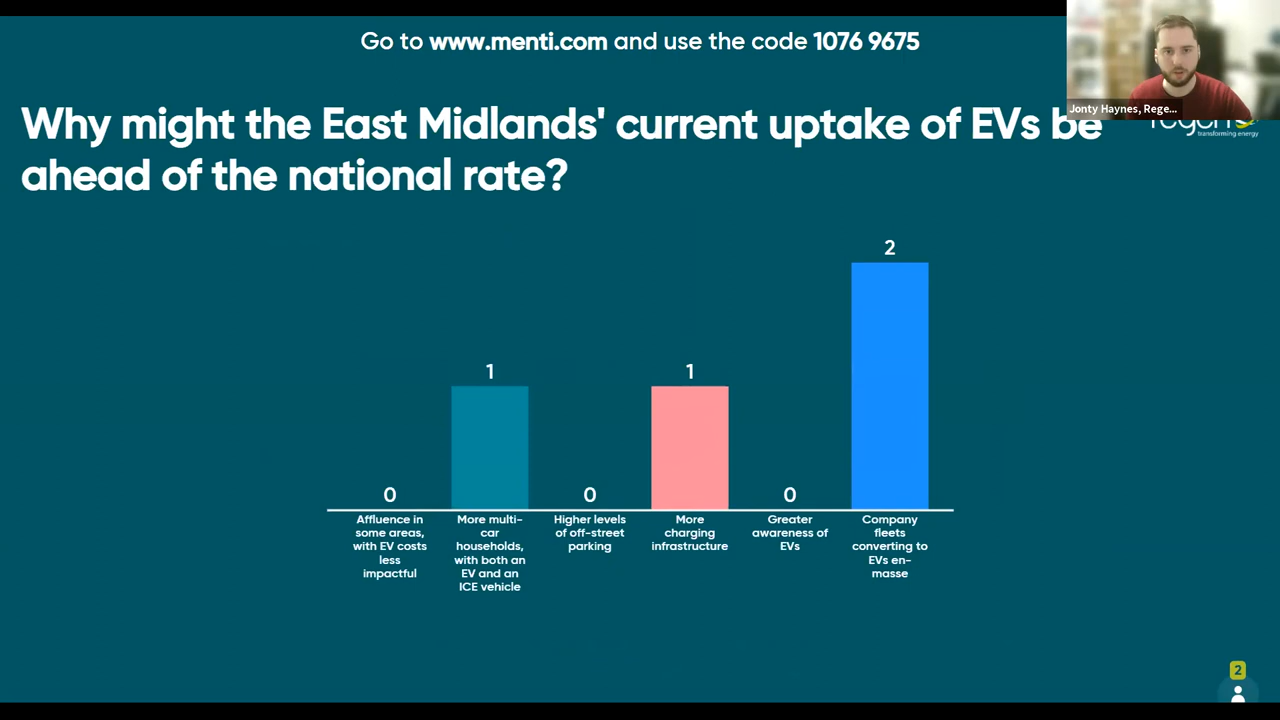 Go to www.menti.com and use the code 1076 9675
Jonty Haynes, Rege...
Why might the East Midlands' current uptake of EVs be
ahead of the national rate?
transforming energy
2
1
1
0
0
0
Affluence in
some areas,
with EV costs
less
impactful
More multi-
car
households,
with both an
EV and an
ICE vehicle
Higher levels
of off-street
parking
More
charging
infrastructure
Greater
awareness of
EVs
Company
fleets
converting to
EVs en-
masse
2